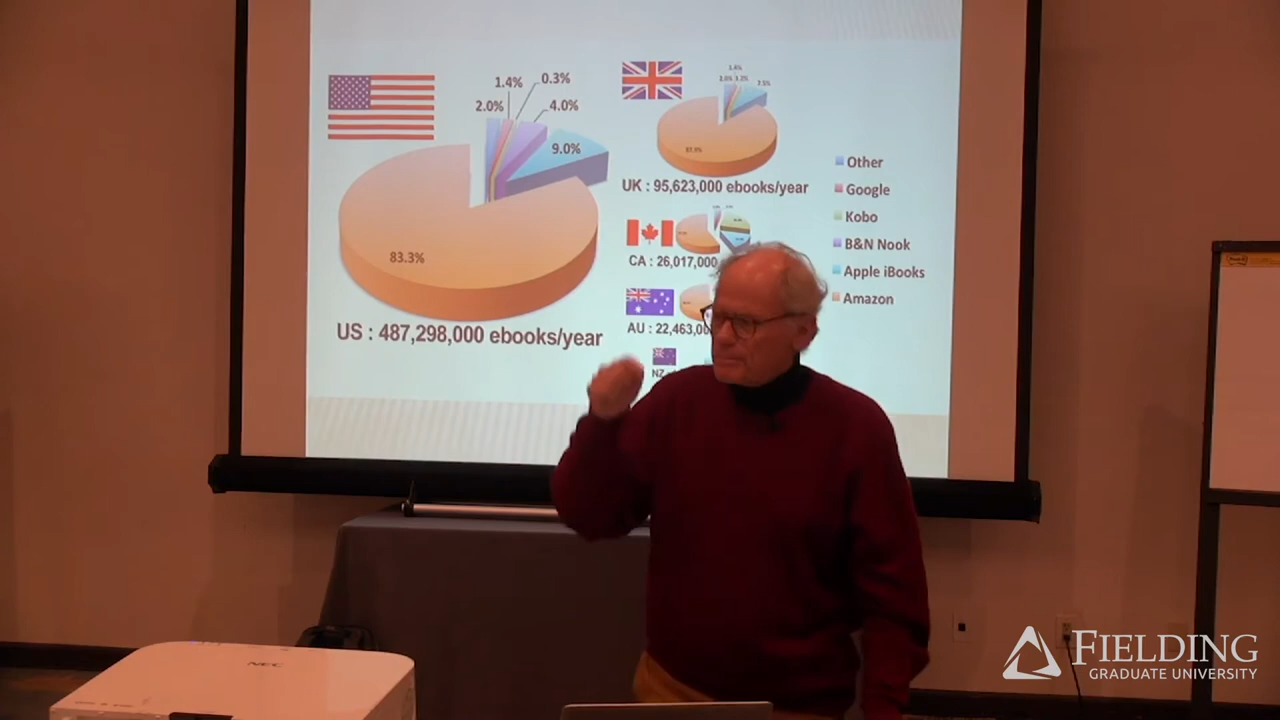 1.4%
0.3%
2.0%
4.0%
9.0%
83.3%
US : 487,298,000 ebooks/year
UK : 95,623,000 ebooks/year
CA : 26,017,000
AU : 22,463,00
NZ
Other
Google
Kobo
B&N Nook
Apple iBooks
Amazon
NEC
FIELDING
GRADUATE UNIVERSITY